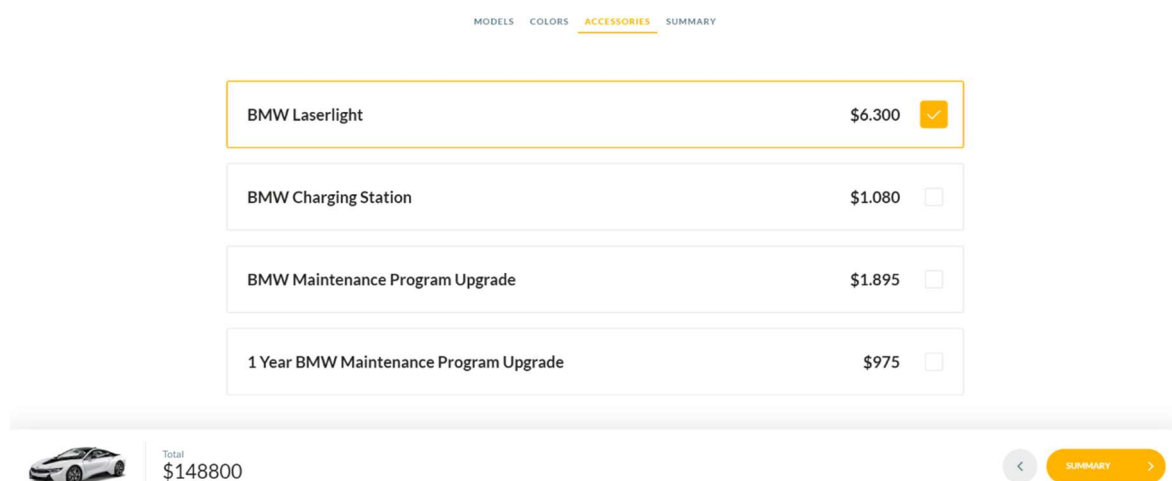 MODELS COLORS ACCESSORIES SUMMARY
BMW Laserlight $6.300
BMW Charging Station $1.080
BMW Maintenance Program Upgrade $1.895
1 Year BMW Maintenance Program Upgrade $975
Total
$148800
SUMMARY